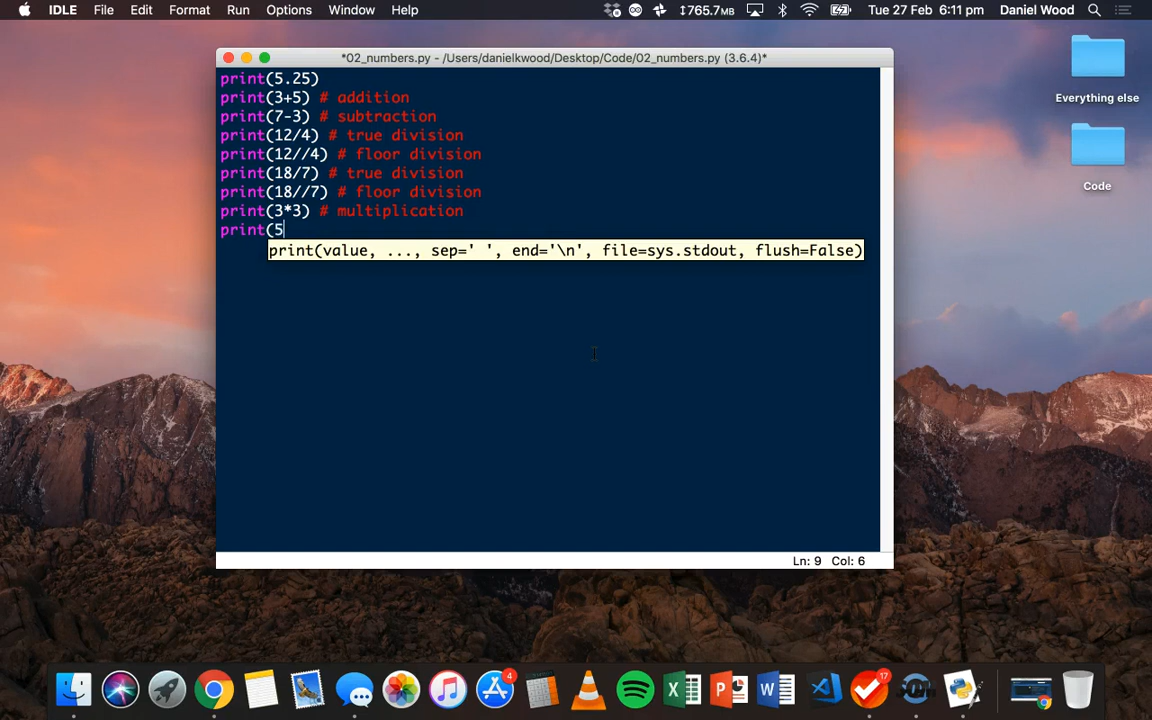 IDLE File Edit Format Run Options Window Help
765.7MB
Tue 27 Feb 6:11 pm Daniel Wood
*02_numbers.py - /Users/danielkwood/Desktop/Code/02_numbers.py (3.6.4)*
print(5.25)
print(3+5) # addition
print(7-3) # subtraction
print(12/4) # true division
print(12//4) # floor division
print(18/7) # true division
print(18//7) # floor division
print(3*3) # multiplication
print(5
print(value, ..., sep=' ', end='\n', file=sys.stdout, flush=False)
Ln: 9 Col: 6
Everything else
Code
4
17
JSON